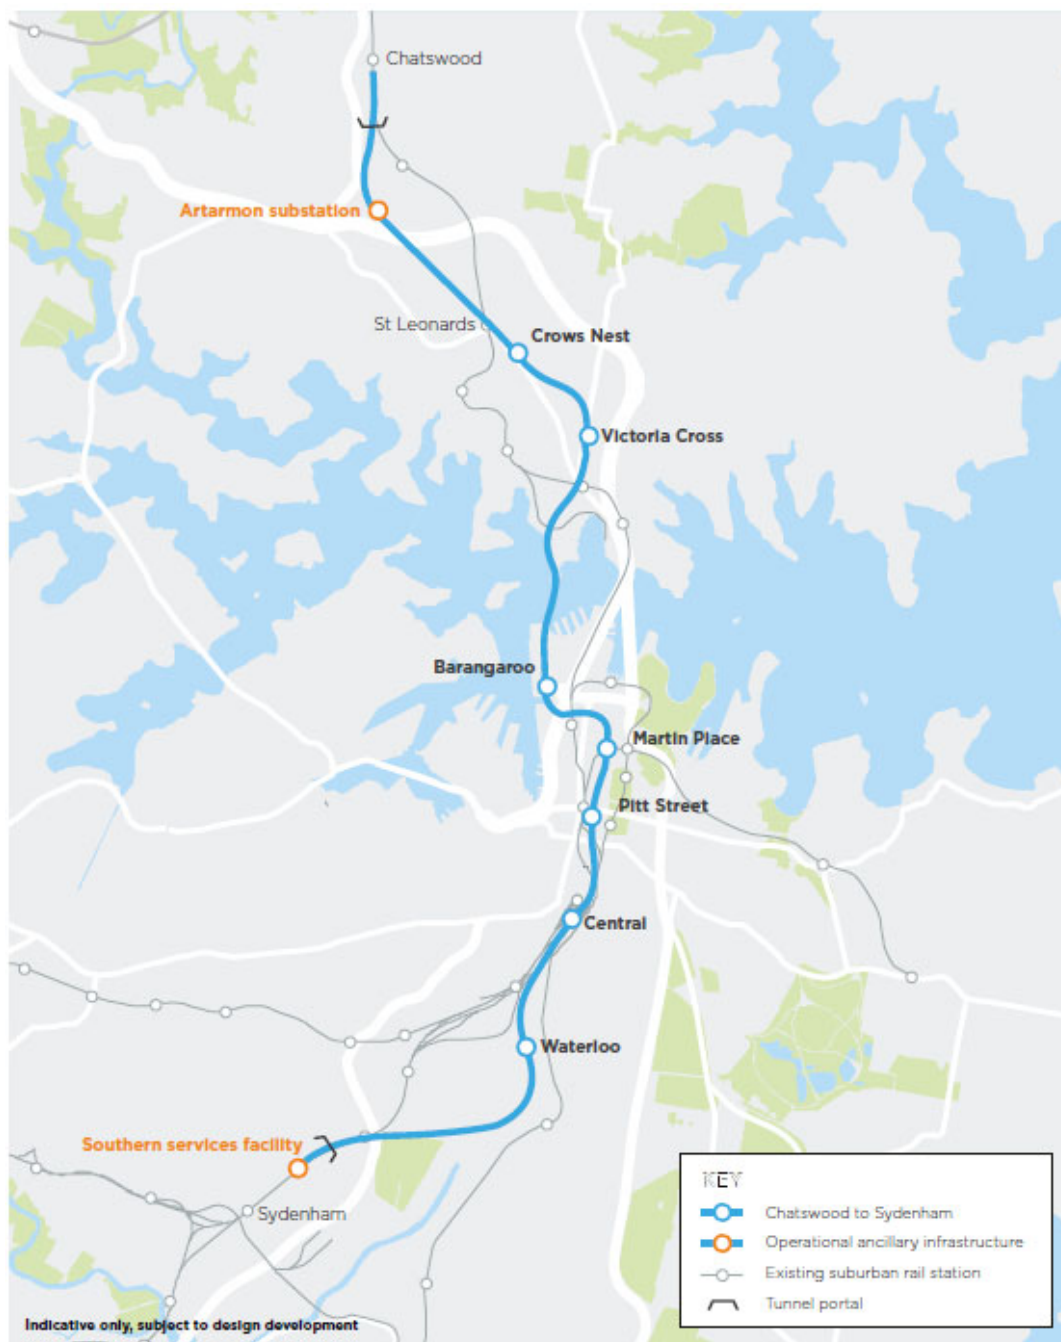 Chatswood
Artarmon substation
St Leonards
Crows Nest
Victoria Cross
Barangaroo
Martin Place
Pitt Street
Central
Waterloo
Southern services facility
Sydenham
KEY
Chatswood to Sydenham
Operational ancillary infrastructure
Existing suburban rail station
Tunnel portal
Indicative only, subject to design development